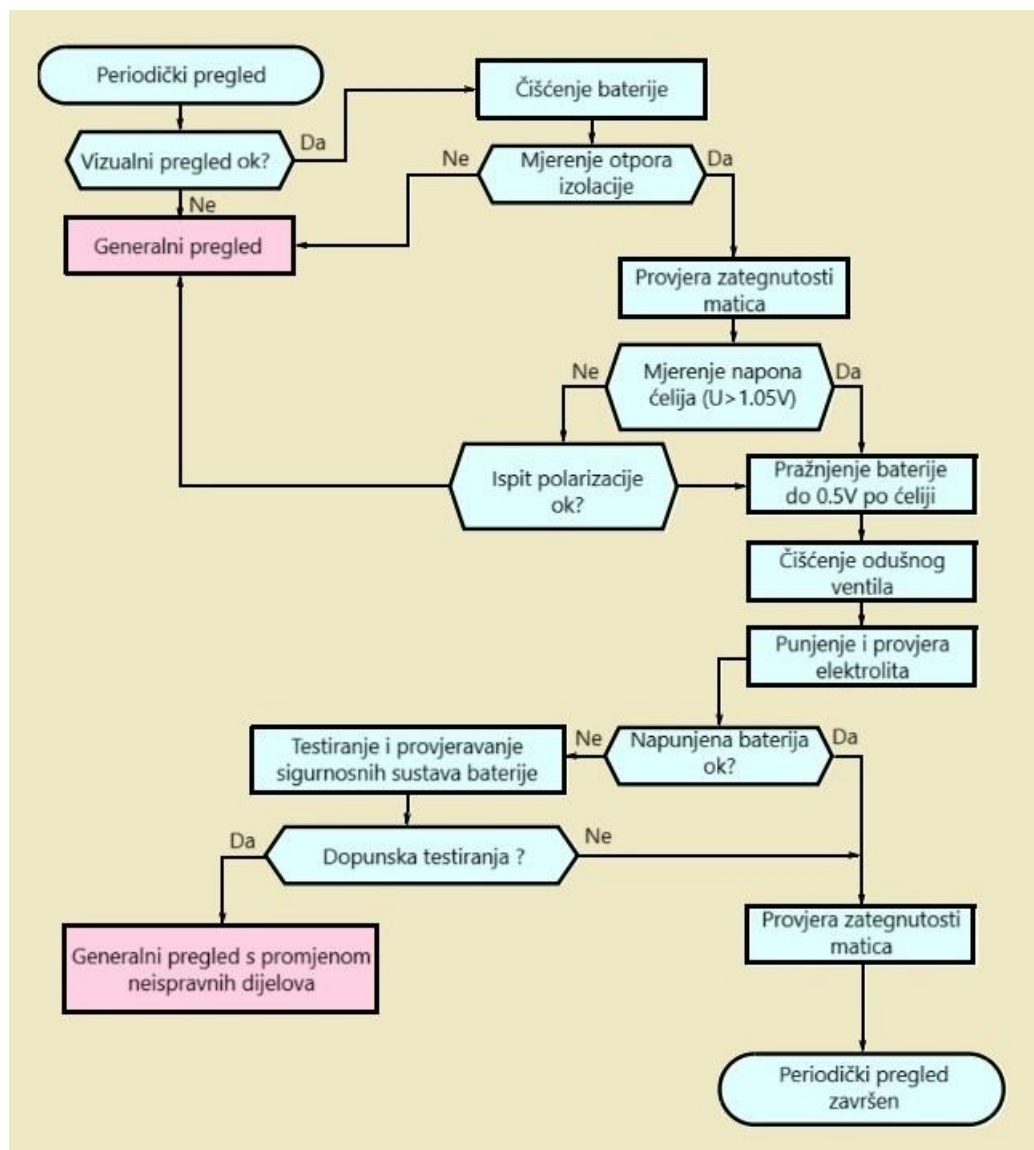 Periodički pregled
Čišćenje baterije
Vizualni pregled ok?
Da
Ne
Ne
Mjerenje otpora
izolacije
Da
Generalni pregled
Provjera zategnutosti
matica
Ne
Mjerenje napona
ćelija (U>1.05V)
Da
Ispit polarizacije
ok?
Pražnjenje baterije
do 0.5V po ćeliji
Čišćenje odušnog
ventila
Punjenje i provjera
elektrolita
Testiranje i provjeravanje
sigurnosnih sustava baterije
Ne
Napunjena baterija
ok?
Da
Da
Dopunska testiranja ?
Ne
Generalni pregled s promjenom
neispravnih dijelova
Provjera zategnutosti
matica
Periodički pregled
završen